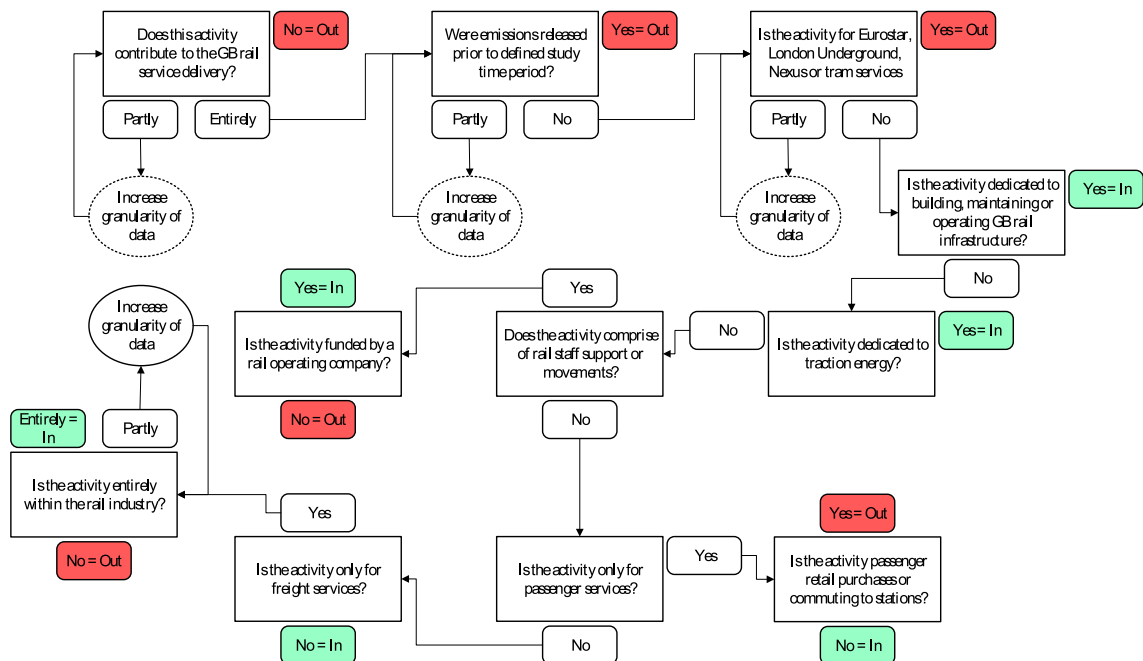 Does this activity
contribute to the GB rail
service delivery?
No = Out
Partly
Entirely
Increase
granularity of
data
Were emissions released
prior to defined study
time period?
Yes = Out
Partly
No
Increase
granularity of
data
Is the activity for Eurostar,
London Underground,
Nexus or tram services
Yes = Out
Partly
No
Increase
granularity of
data
Is the activity dedicated to
building, maintaining or
operating GB rail
infrastructure?
Yes = In
No
Is the activity dedicated to
traction energy?
Yes = In
No
Does the activity comprise
of rail staff support or
movements?
Yes
No
Yes = In
Is the activity funded by a
rail operating company?
No = Out
Increase
granularity of
data
Entirely =
In
Partly
Is the activity entirely
within the rail industry?
No = Out
Yes
Is the activity only for
freight services?
No = In
Is the activity only for
passenger services?
Yes
No
Yes = Out
Is the activity passenger
retail purchases or
commuting to stations?
No = In